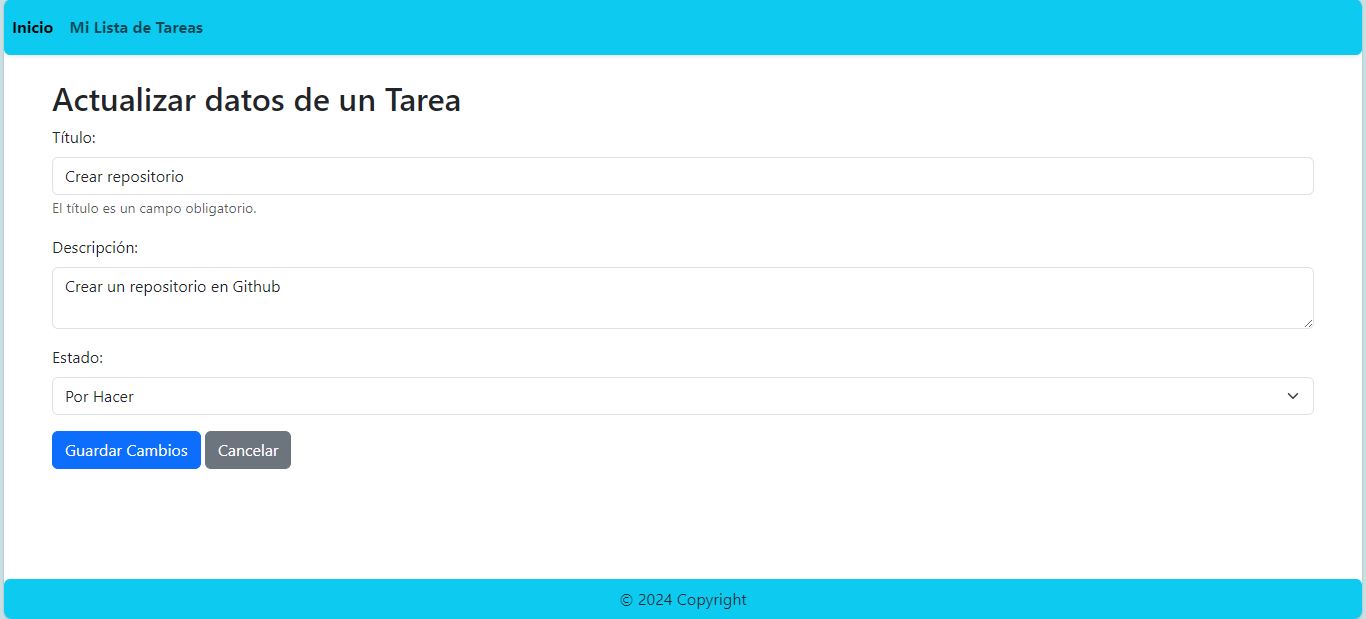 Inicio Mi Lista de Tareas
Actualizar datos de un Tarea
Título:
Crear repositorio
El título es un campo obligatorio.
Descripción:
Crear un repositorio en Github
Estado:
Por Hacer
Guardar Cambios Cancelar
© 2024 Copyright